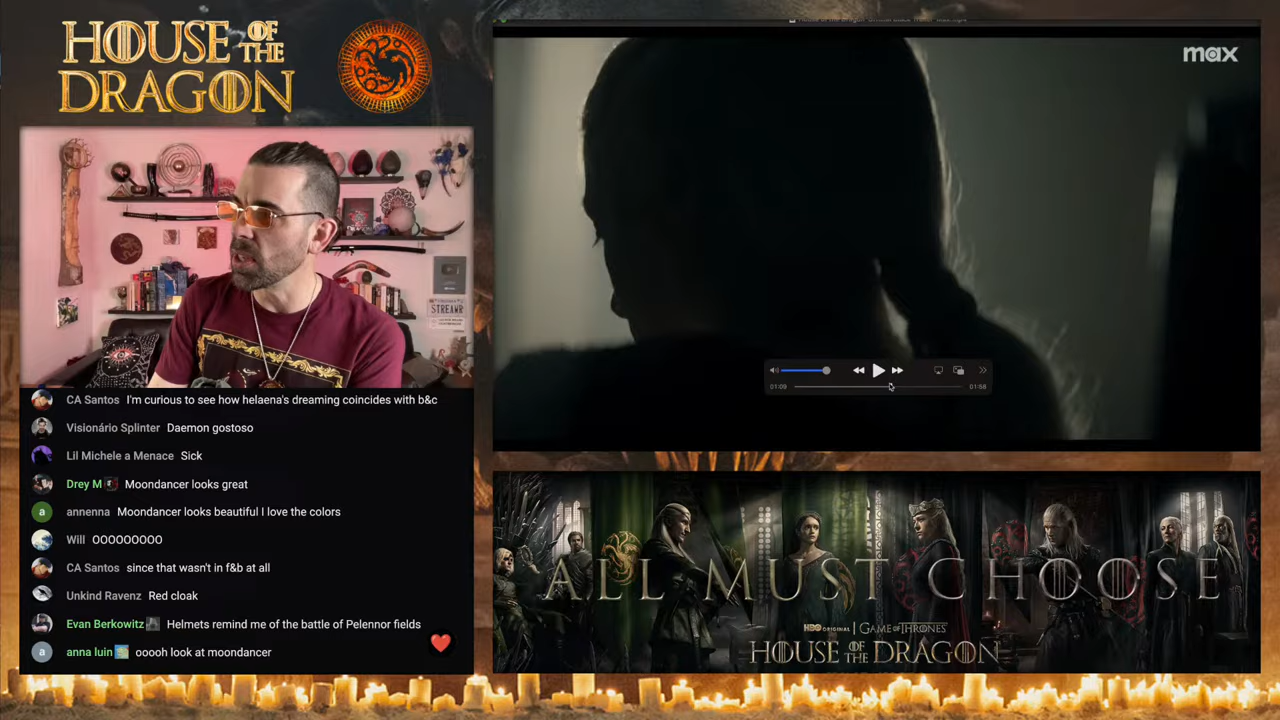 HOUSE OF THE DRAGON
max
STREAMR
01:09
01:58
CA Santos I'm curious to see how helaena's dreaming coincides with b&c
Visionário Splinter Daemon gostoso
Lil Michele a Menace Sick
Drey M Moondancer looks great
a annenna Moondancer looks beautiful I love the colors
Will OOOOOOOOO
CA Santos since that wasn't in f&b at all
Unkind Ravenz Red cloak
Evan Berkowitz Helmets remind me of the battle of Pelennor fields
a anna luin ooooh look at moondancer
ALL MUST CHOOSE
HBO ORIGINAL | GAME OF THRONES
HOUSE OF THE DRAGON